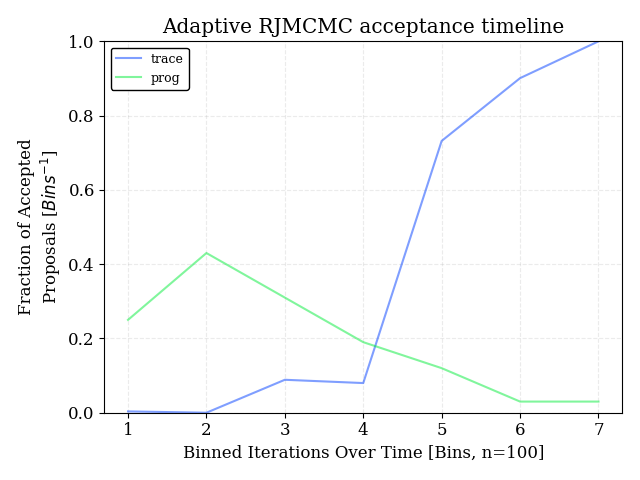 Adaptive RJMCMC acceptance timeline
trace
prog
1.0
0.8
0.6
0.4
0.2
0.0
Fraction of Accepted
Proposals [Bins⁻¹]
1 2 3 4 5 6 7
Binned Iterations Over Time [Bins, n=100]